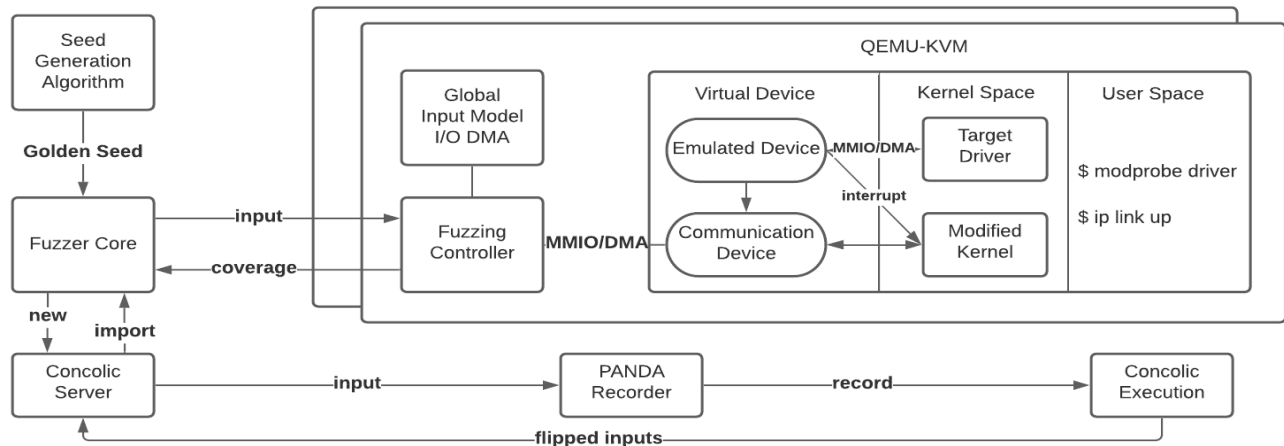 Seed
Generation
Algorithm
Golden Seed
Fuzzer Core
input
coverage
new
import
Concolic
Server
QEMU-KVM
Global
Input Model
I/O DMA
Fuzzing
Controller
MMIO/DMA
Virtual Device
Emulated Device
Communication
Device
MMIO/DMA
interrupt
Kernel Space
Target
Driver
Modified
Kernel
User Space
$ modprobe driver
$ ip link up
input
PANDA
Recorder
record
Concolic
Execution
flipped inputs